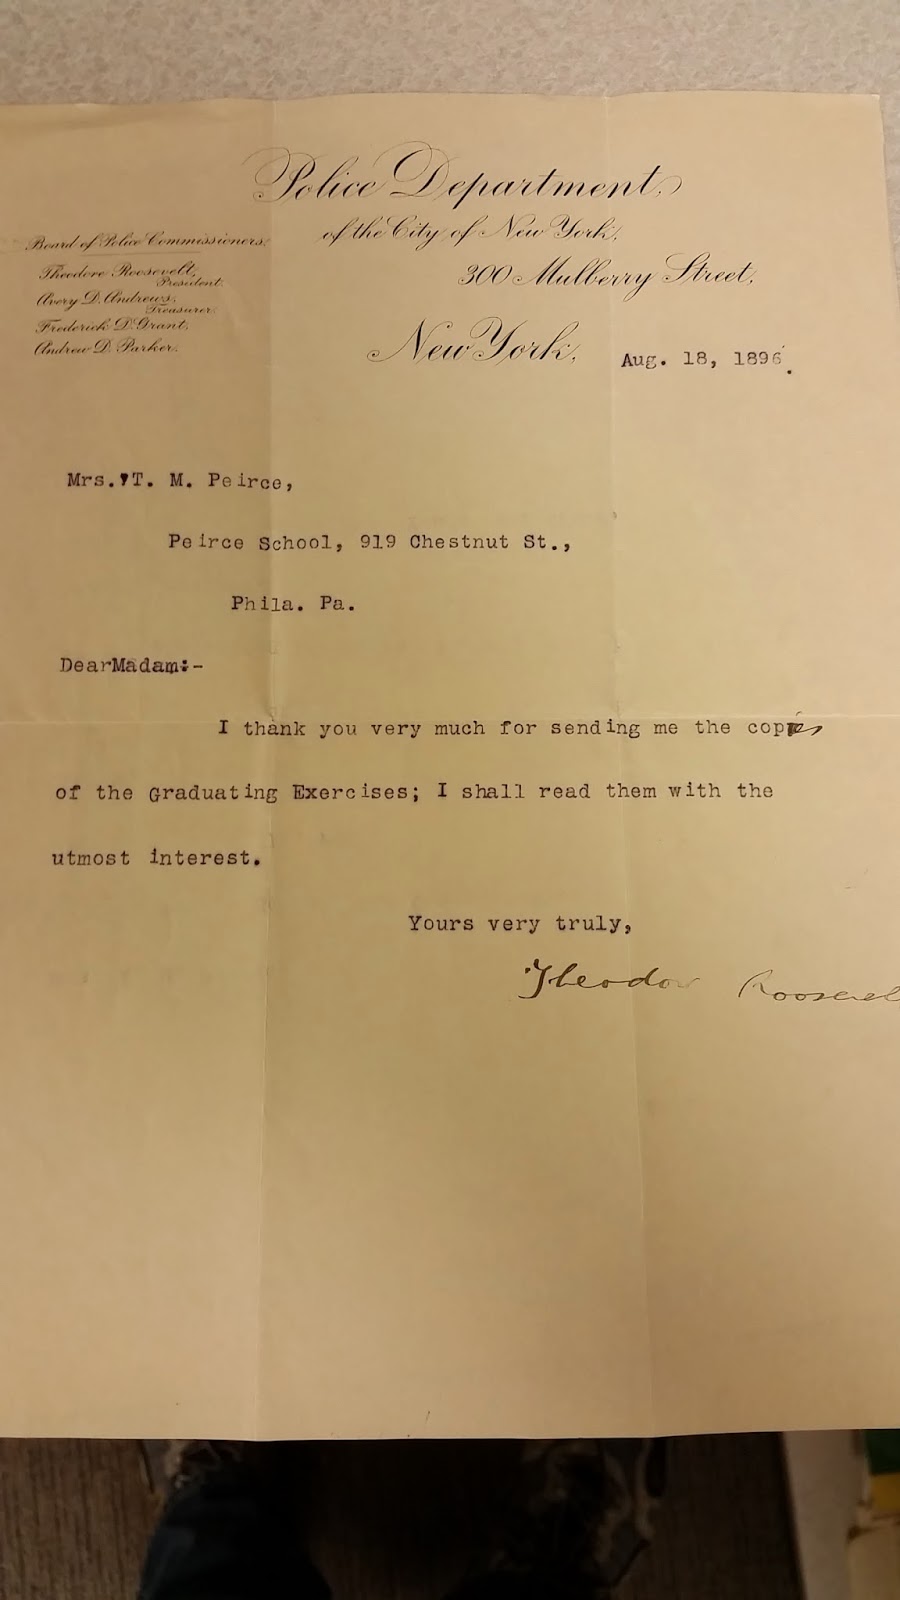 Police Department
of the City of New York.
300 Mulberry Street,
New York, Aug. 18, 1896.
Board of Police Commissioners.
Theodore Roosevelt,
President.
Avery D. Andrews,
Treasurer.
Frederick D. Grant,
Andrew D. Parker.
Mrs. T. M. Peirce,
Peirce School, 919 Chestnut St.,
Phila. Pa.
DearMadam:-
I thank you very much for sending me the copies
of the Graduating Exercises; I shall read them with the
utmost interest.
Yours very truly,
Theodore Roosevelt